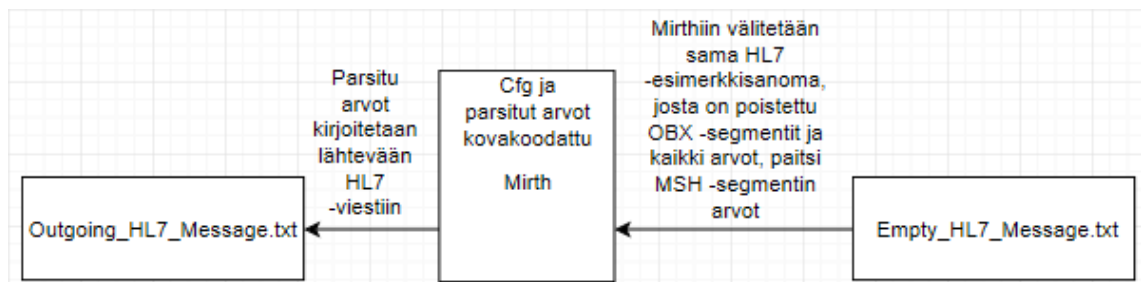 Outgoing_HL7_Message.txt
Parsitu
arvot
kirjoitetaan
lähtevään
HL7
-viestiin
Cfg ja
parsitut arvot
kovakoodattu
Mirth
Mirthiin välitetään
sama HL7
-esimerkkisanoma,
josta on poistettu
OBX -segmentit ja
kaikki arvot, paitsi
MSH -segmentin
arvot
Empty_HL7_Message.txt